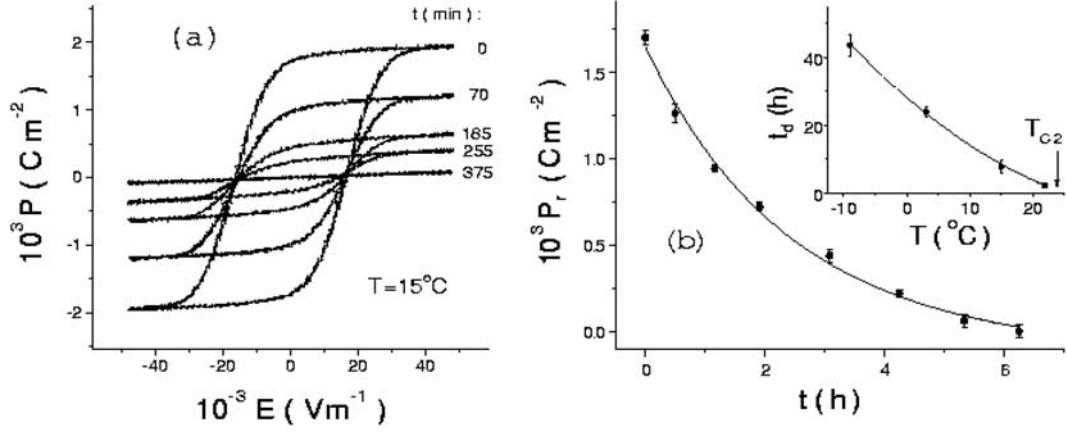 t(min):
(a)
0
70
185
255
375
T=15°C
10³P (C m⁻²)
2
1
0
-1
-2
-40 -20 0 20 40
10⁻³ E ( Vm⁻¹ )
10³ Pᵣ (C m⁻²)
1.5
1.0
0.5
0.0
(b)
0 2 4 6
t(h)
t_d (h)
40
20
0
T_C2
-10 0 10 20
T(°C)